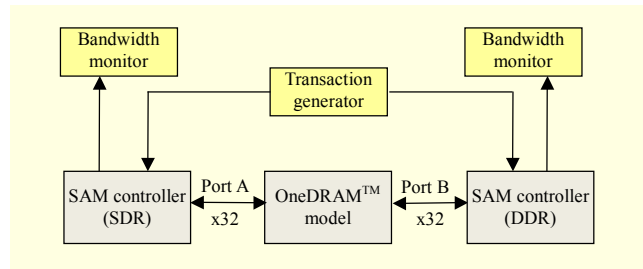 Bandwidth
monitor
Bandwidth
monitor
Transaction
generator
SAM controller
(SDR)
Port A
x32
OneDRAM™
model
Port B
x32
SAM controller
(DDR)